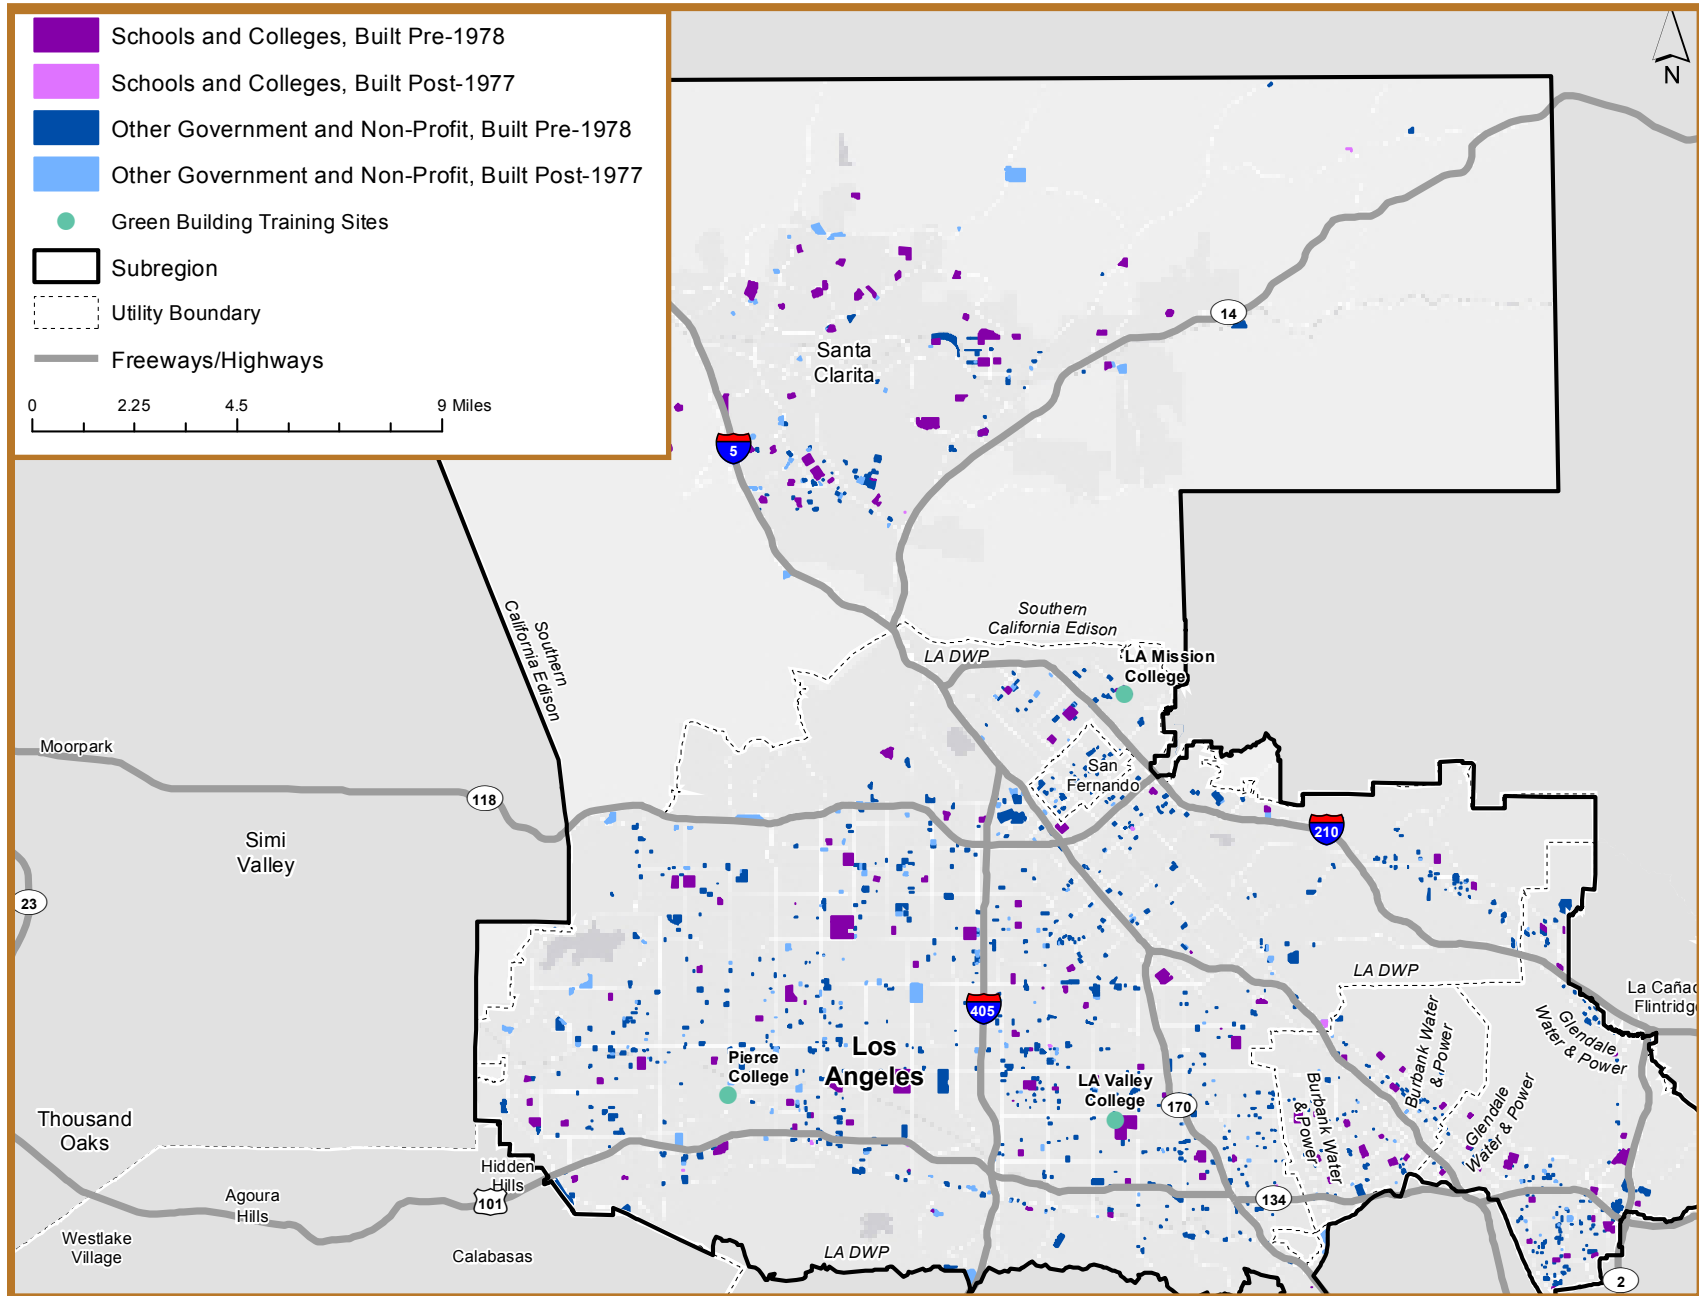 Schools and Colleges, Built Pre-1978
Schools and Colleges, Built Post-1977
Other Government and Non-Profit, Built Pre-1978
Other Government and Non-Profit, Built Post-1977
Green Building Training Sites
Subregion
Utility Boundary
Freeways/Highways
0 2.25 4.5 9 Miles
N
14
Santa
Clarita
5
Southern
California Edison
Southern
California Edison
LA DWP
LA Mission
College
Moorpark
San
Fernando
118
Simi
Valley
210
23
LA DWP
La Cañad
Flintridge
405
Glendale
Water & Power
Burbank Water
& Power
Los
Angeles
Pierce
College
LA Valley
College
170
Burbank Water
& Power
Glendale
Water & Power
Thousand
Oaks
Hidden
Hills
101
Agoura
Hills
134
Westlake
Village
Calabasas
LA DWP
2